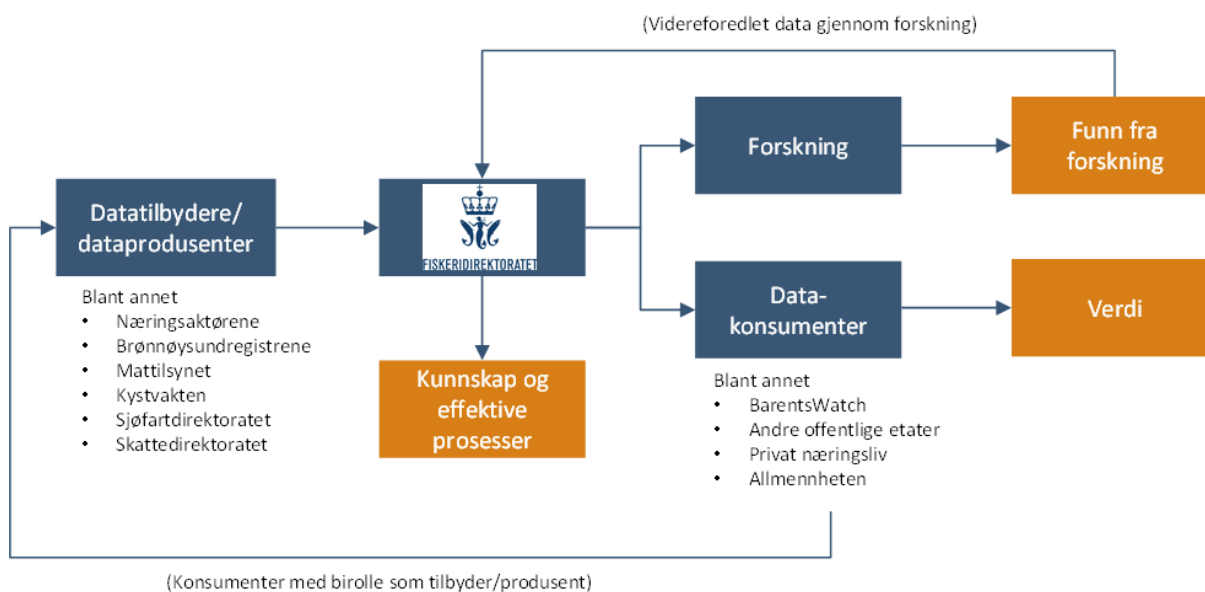 (Videreforedlet data gjennom forskning)
Forskning
Funn fra
forskning
Datatilbydere/
dataprodusenter
FISKERIDIREKTORATET
Blant annet
• Næringsaktørene
• Brønnøysundregistrene
• Mattilsynet
• Kystvakten
• Sjøfartdirektoratet
• Skattedirektoratet
Kunnskap og
effektive
prosesser
Data-
konsumenter
Verdi
Blant annet
• BarentsWatch
• Andre offentlige etater
• Privat næringsliv
• Allmennheten
(Konsumenter med birolle som tilbyder/produsent)